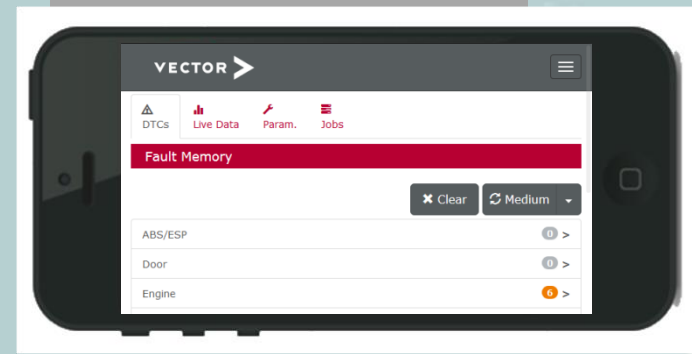 VECTOR
DTCs Live Data Param. Jobs
Fault Memory
Clear Medium
ABS/ESP 0 >
Door 0 >
Engine 6 >